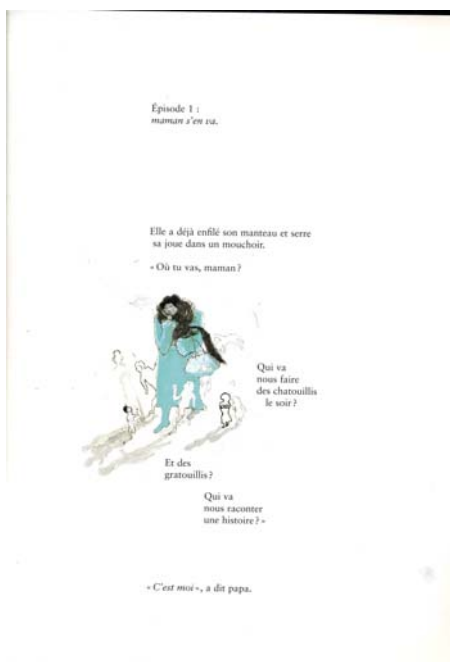 Épisode 1 :
maman s'en va.
Elle a déjà enfilé son manteau et serre
sa joue dans un mouchoir.
« Où tu vas, maman ?
Qui va
nous faire
des chatouillis
le soir ?
Et des
gratouillis ?
Qui va
nous raconter
une histoire ? »
« C'est moi », a dit papa.